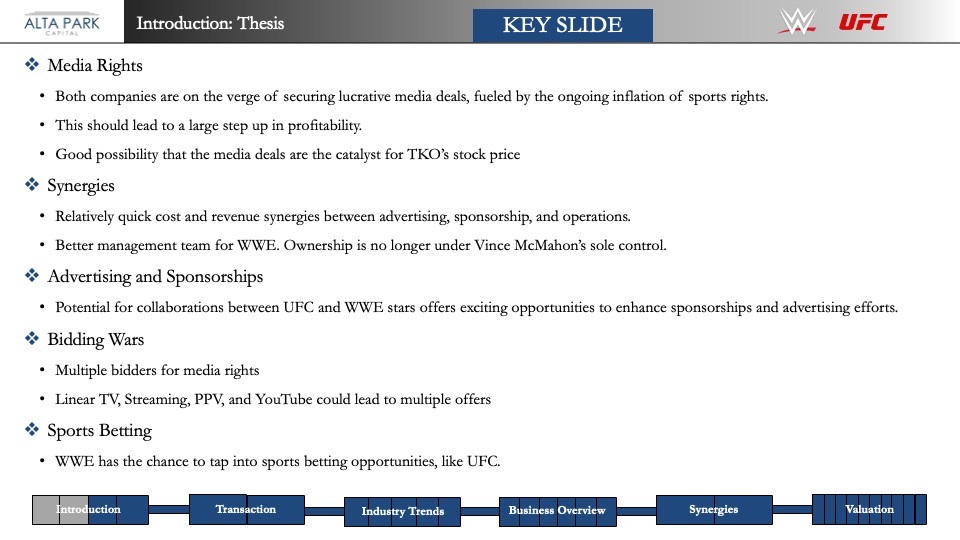 ALTA PARK
CAPITAL
Introduction: Thesis
KEY SLIDE
W
UFC
❖ Media Rights
• Both companies are on the verge of securing lucrative media deals, fueled by the ongoing inflation of sports rights.
• This should lead to a large step up in profitability.
• Good possibility that the media deals are the catalyst for TKO’s stock price
❖ Synergies
• Relatively quick cost and revenue synergies between advertising, sponsorship, and operations.
• Better management team for WWE. Ownership is no longer under Vince McMahon’s sole control.
❖ Advertising and Sponsorships
• Potential for collaborations between UFC and WWE stars offers exciting opportunities to enhance sponsorships and advertising efforts.
❖ Bidding Wars
• Multiple bidders for media rights
• Linear TV, Streaming, PPV, and YouTube could lead to multiple offers
❖ Sports Betting
• WWE has the chance to tap into sports betting opportunities, like UFC.
Introduction
Transaction
Industry Trends
Business Overview
Synergies
Valuation